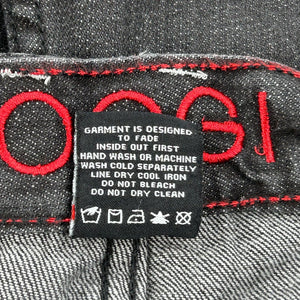 OOGI
GARMENT IS DESIGNED
TO FADE
INSIDE OUT FIRST
HAND WASH OR MACHINE
WASH COLD SEPARATELY
LINE DRY COOL IRON
DO NOT BLEACH
DO NOT DRY CLEAN